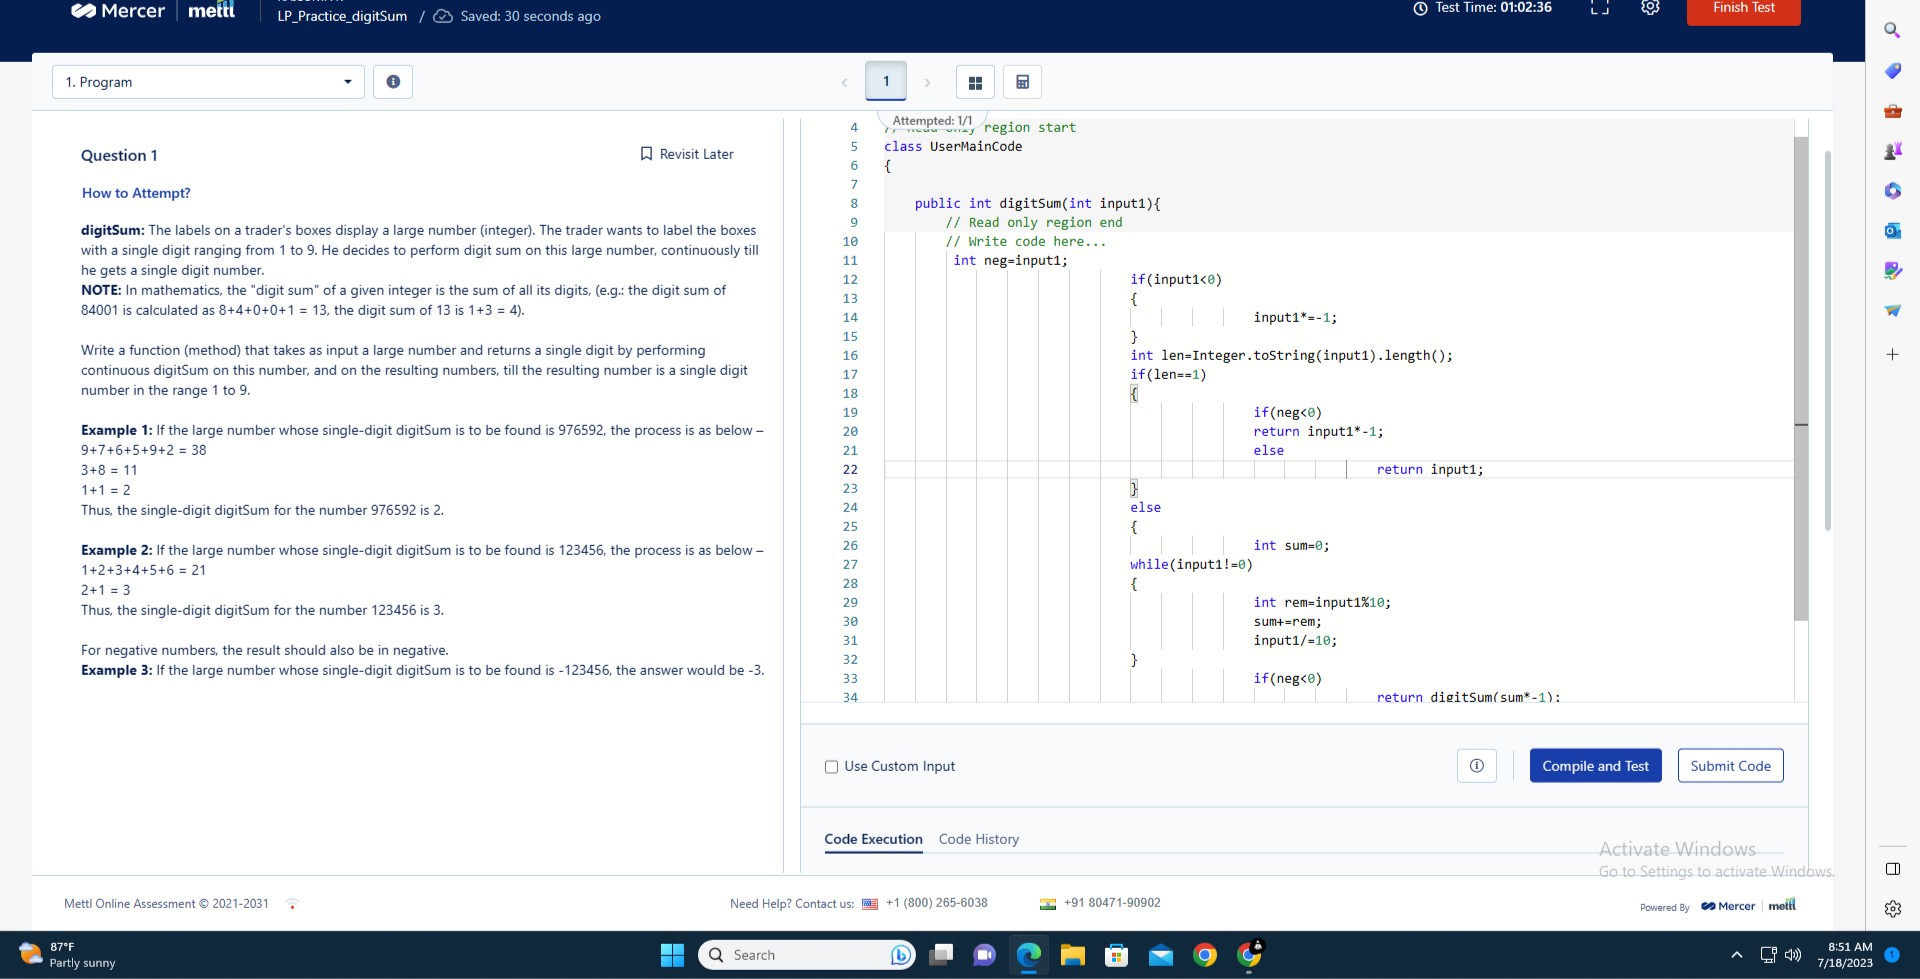 Mercer
mettl
LP_Practice_digitSum / Saved: 30 seconds ago
Test Time: 01:02:36
Finish Test
1. Program
1
Attempted: 1/1
Question 1
Revisit Later
How to Attempt?
digitSum: The labels on a trader's boxes display a large number (integer). The trader wants to label the boxes
with a single digit ranging from 1 to 9. He decides to perform digit sum on this large number, continuously till
he gets a single digit number.
NOTE: In mathematics, the "digit sum" of a given integer is the sum of all its digits, (e.g.: the digit sum of
84001 is calculated as 8+4+0+0+1 = 13, the digit sum of 13 is 1+3 = 4).
Write a function (method) that takes as input a large number and returns a single digit by performing
continuous digitSum on this number, and on the resulting numbers, till the resulting number is a single digit
number in the range 1 to 9.
Example 1: If the large number whose single-digit digitSum is to be found is 976592, the process is as below –
9+7+6+5+9+2 = 38
3+8 = 11
1+1 = 2
Thus, the single-digit digitSum for the number 976592 is 2.
Example 2: If the large number whose single-digit digitSum is to be found is 123456, the process is as below –
1+2+3+4+5+6 = 21
2+1 = 3
Thus, the single-digit digitSum for the number 123456 is 3.
For negative numbers, the result should also be in negative.
Example 3: If the large number whose single-digit digitSum is to be found is -123456, the answer would be -3.
4 // Read only region start
5 class UserMainCode
6 {
7
8 public int digitSum(int input1){
9 // Read only region end
10 // Write code here...
11 int neg=input1;
12 if(input1<0)
13 {
14 input1*=-1;
15 }
16 int len=Integer.toString(input1).length();
17 if(len==1)
18 {
19 if(neg<0)
20 return input1*-1;
21 else
22 return input1;
23 }
24 else
25 {
26 int sum=0;
27 while(input1!=0)
28 {
29 int rem=input1%10;
30 sum+=rem;
31 input1/=10;
32 }
33 if(neg<0)
34 return digitSum(sum*-1);
Use Custom Input
Compile and Test
Submit Code
Code Execution
Code History
Activate Windows
Go to Settings to activate Windows.
Mettl Online Assessment © 2021-2031
Need Help? Contact us: +1 (800) 265-6038
+91 80471-90902
Powered By Mercer mettl
87°F
Partly sunny
Search
8:51 AM
7/18/2023
1